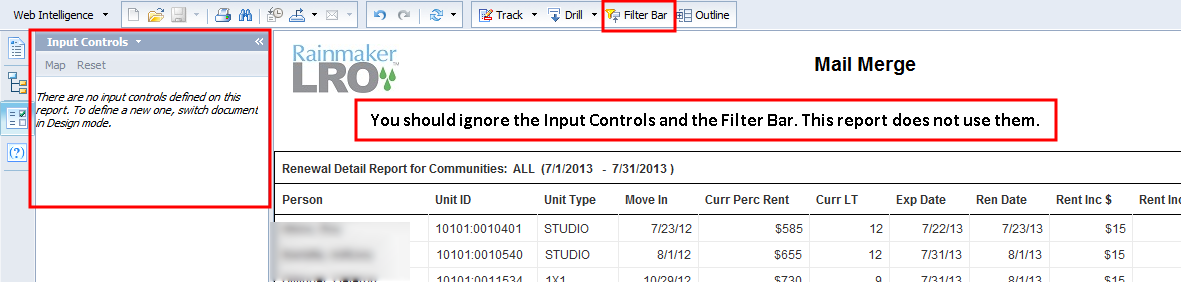 Web Intelligence
Track
Drill
Filter Bar
Outline
Input Controls
Map Reset
There are no input controls defined on this
report. To define a new one, switch document
in Design mode.
Rainmaker™
LRO
Mail Merge
You should ignore the Input Controls and the Filter Bar. This report does not use them.
Renewal Detail Report for Communities: ALL (7/1/2013 - 7/31/2013 )
Person Unit ID Unit Type Move In Curr Perc Rent Curr LT Exp Date Ren Date Rent Inc $ Rent Inc
10101:0010401 STUDIO 7/23/12 $585 12 7/22/13 7/23/13 $15
10101:0010540 STUDIO 8/1/12 $655 12 7/31/13 8/1/13 $15
10101:0011534 1X1 10/29/12 $730 9 7/31/13 8/1/13 $15